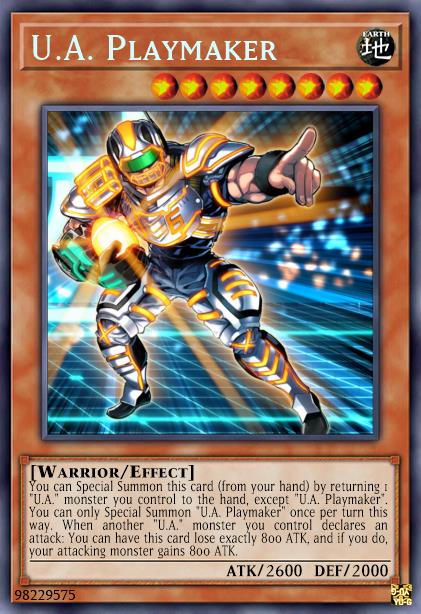 U.A. Playmaker
EARTH
地
[Warrior/Effect]
You can Special Summon this card (from your hand) by returning 1
"U.A." monster you control to the hand, except "U.A. Playmaker".
You can only Special Summon "U.A. Playmaker" once per turn this
way. When another "U.A." monster you control declares an
attack: You can have this card lose exactly 800 ATK, and if you do,
your attacking monster gains 800 ATK.
ATK/2600 DEF/2000
98229575